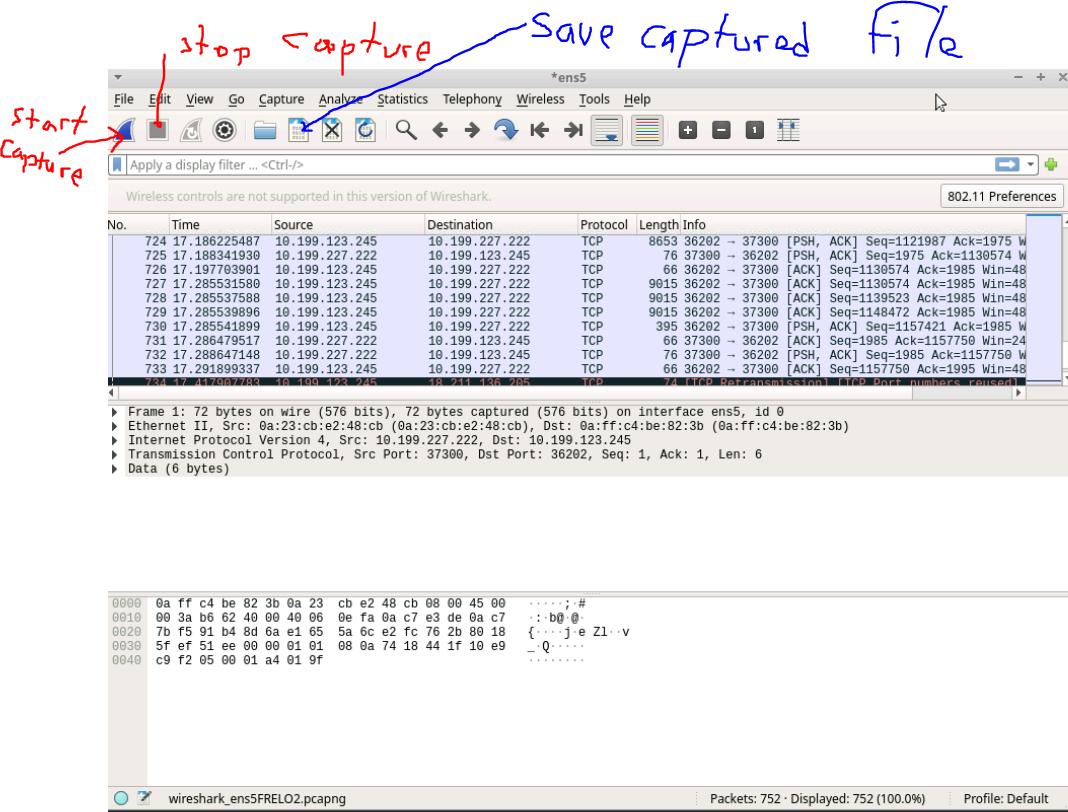 stop capture
Save captured file
start
capture
*ens5
File Edit View Go Capture Analyze Statistics Telephony Wireless Tools Help
Apply a display filter ... <Ctrl-/>
Wireless controls are not supported in this version of Wireshark.
802.11 Preferences
No. Time Source Destination Protocol Length Info
724 17.186225487 10.199.123.245 10.199.227.222 TCP 8653 36202 → 37300 [PSH, ACK] Seq=1121987 Ack=1975 W
725 17.188341930 10.199.227.222 10.199.123.245 TCP 76 37300 → 36202 [PSH, ACK] Seq=1975 Ack=1130574 W
726 17.197703901 10.199.123.245 10.199.227.222 TCP 66 36202 → 37300 [ACK] Seq=1130574 Ack=1985 Win=48
727 17.285531580 10.199.123.245 10.199.227.222 TCP 9015 36202 → 37300 [ACK] Seq=1130574 Ack=1985 Win=48
728 17.285537588 10.199.123.245 10.199.227.222 TCP 9015 36202 → 37300 [ACK] Seq=1139523 Ack=1985 Win=48
729 17.285539896 10.199.123.245 10.199.227.222 TCP 9015 36202 → 37300 [ACK] Seq=1148472 Ack=1985 Win=48
730 17.285541899 10.199.123.245 10.199.227.222 TCP 395 36202 → 37300 [PSH, ACK] Seq=1157421 Ack=1985 W
731 17.286479517 10.199.227.222 10.199.123.245 TCP 66 37300 → 36202 [ACK] Seq=1985 Ack=1157750 Win=24
732 17.288647148 10.199.227.222 10.199.123.245 TCP 76 37300 → 36202 [PSH, ACK] Seq=1985 Ack=1157750 W
733 17.291899337 10.199.123.245 10.199.227.222 TCP 66 36202 → 37300 [ACK] Seq=1157750 Ack=1995 Win=48
734 17.417907783 10.199.123.245 18.211.136.205 TCP 74 [TCP Retransmission] [TCP Port numbers reused]
Frame 1: 72 bytes on wire (576 bits), 72 bytes captured (576 bits) on interface ens5, id 0
Ethernet II, Src: 0a:23:cb:e2:48:cb (0a:23:cb:e2:48:cb), Dst: 0a:ff:c4:be:82:3b (0a:ff:c4:be:82:3b)
Internet Protocol Version 4, Src: 10.199.227.222, Dst: 10.199.123.245
Transmission Control Protocol, Src Port: 37300, Dst Port: 36202, Seq: 1, Ack: 1, Len: 6
Data (6 bytes)
0000 0a ff c4 be 82 3b 0a 23 cb e2 48 cb 08 00 45 00 ·····;·#
0010 00 3a b6 62 40 00 40 06 0e fa 0a c7 e3 de 0a c7 ·:·b@·@·
0020 7b f5 91 b4 8d 6a e1 65 5a 6c e2 fc 76 2b 80 18 {····j·e Zl··v
0030 5f ef 51 ee 00 00 01 01 08 0a 74 18 44 1f 10 e9 _·Q·····
0040 c9 f2 05 00 01 a4 01 9f ········
wireshark_ens5FRELO2.pcapng Packets: 752 · Displayed: 752 (100.0%) Profile: Default